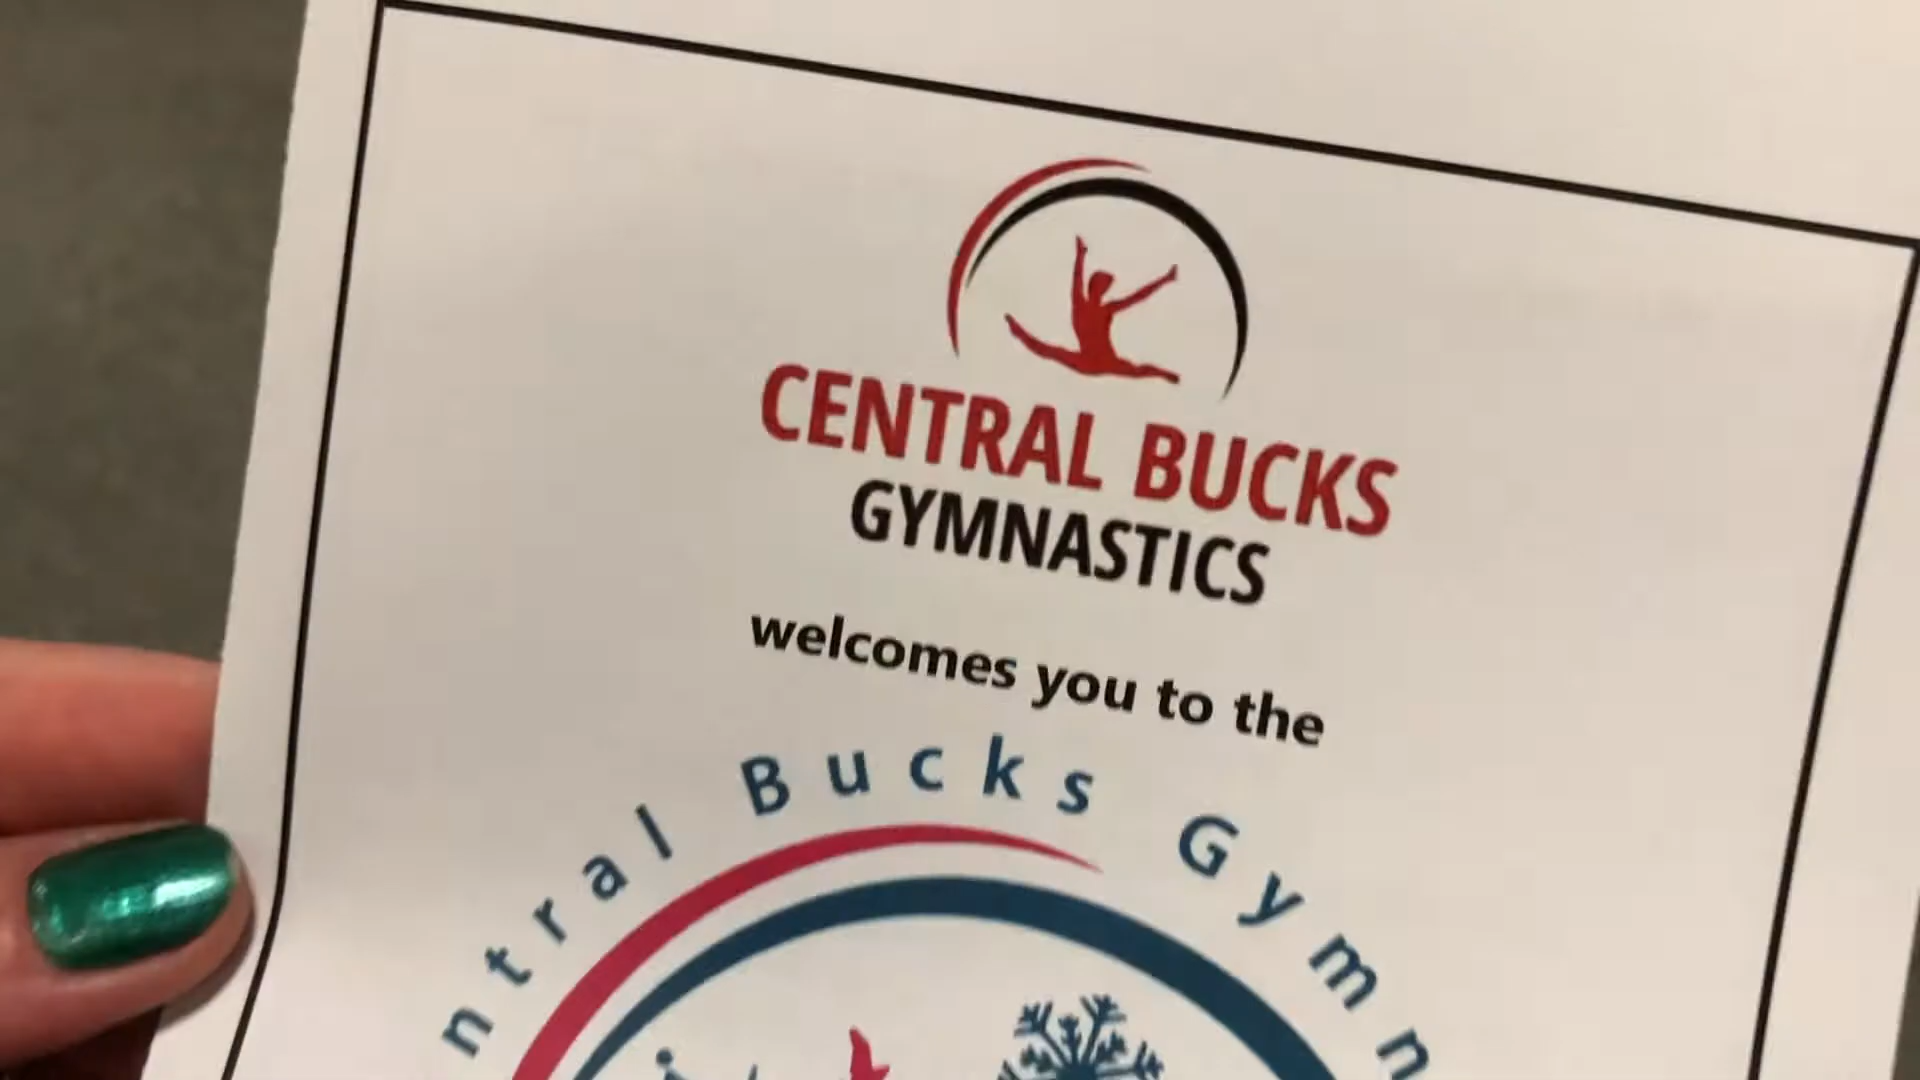 CENTRAL BUCKS
GYMNASTICS
welcomes you to the
ntral Bucks Gymn